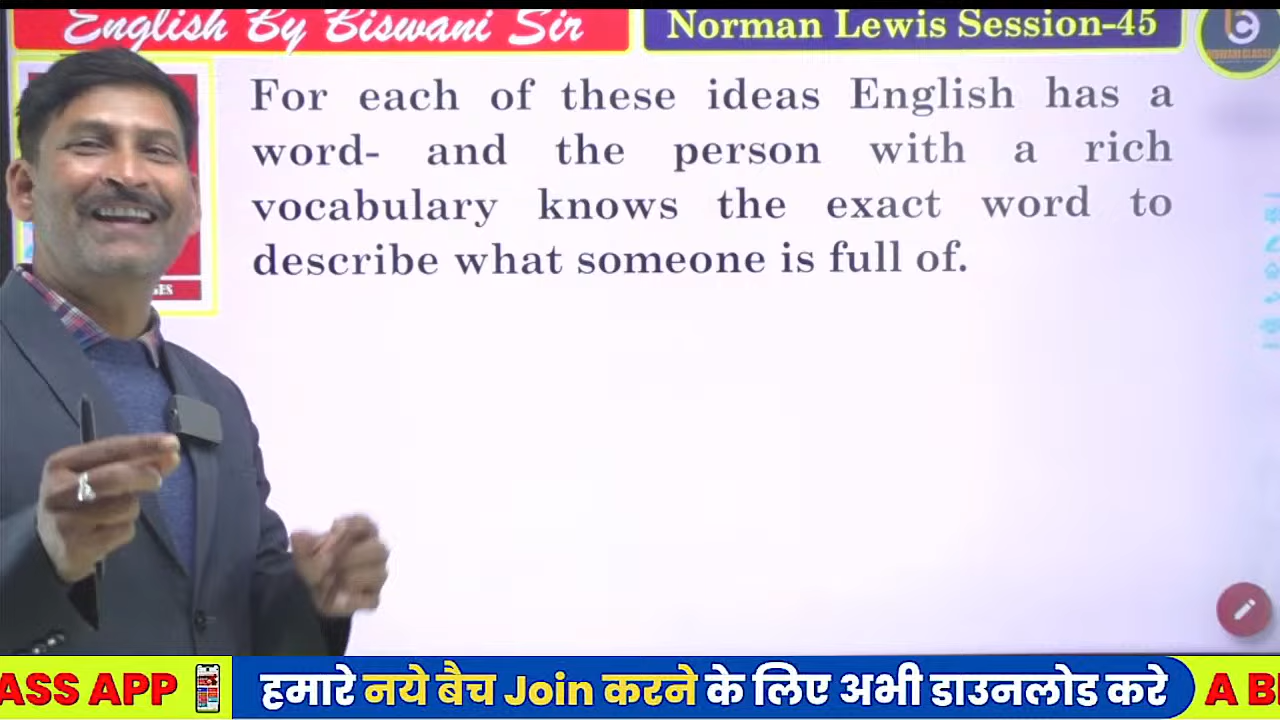 English By Biswani Sir
Norman Lewis Session-45
For each of these ideas English has a
word- and the person with a rich
vocabulary knows the exact word to
describe what someone is full of.
ASS APP
हमारे नये बैच Join करने के लिए अभी डाउनलोड करे
A B